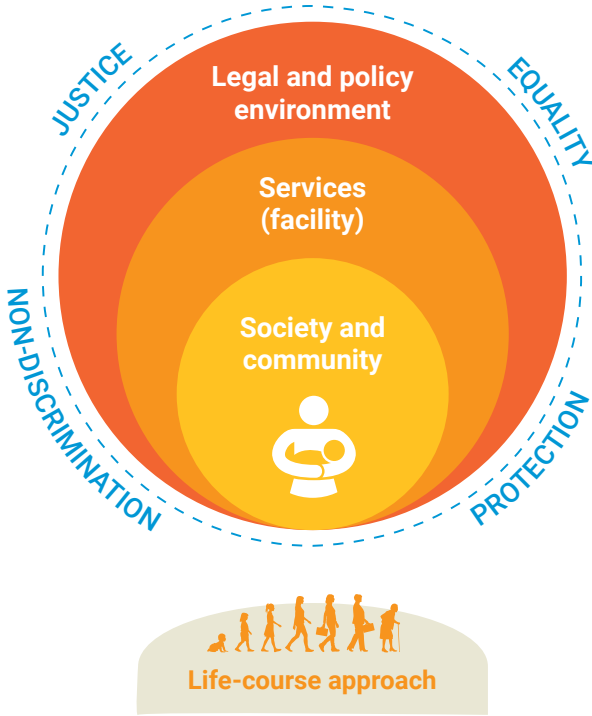 JUSTICE
EQUALITY
Legal and policy
environment
Services
(facility)
Society and
community
NON-DISCRIMINATION
PROTECTION
Life-course approach